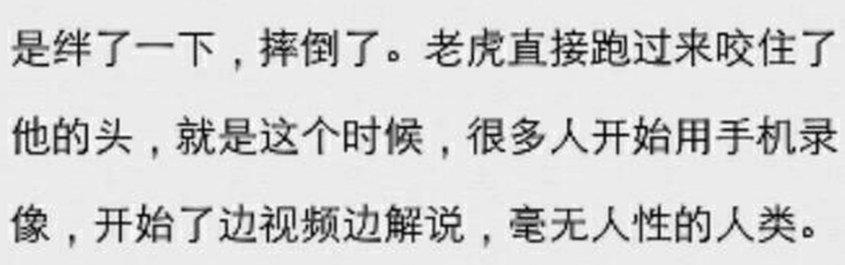 是绊了一下，摔倒了。老虎直接跑过来咬住了
他的头，就是这个时候，很多人开始用手机录
像，开始了边视频边解说，毫无人性的人类。